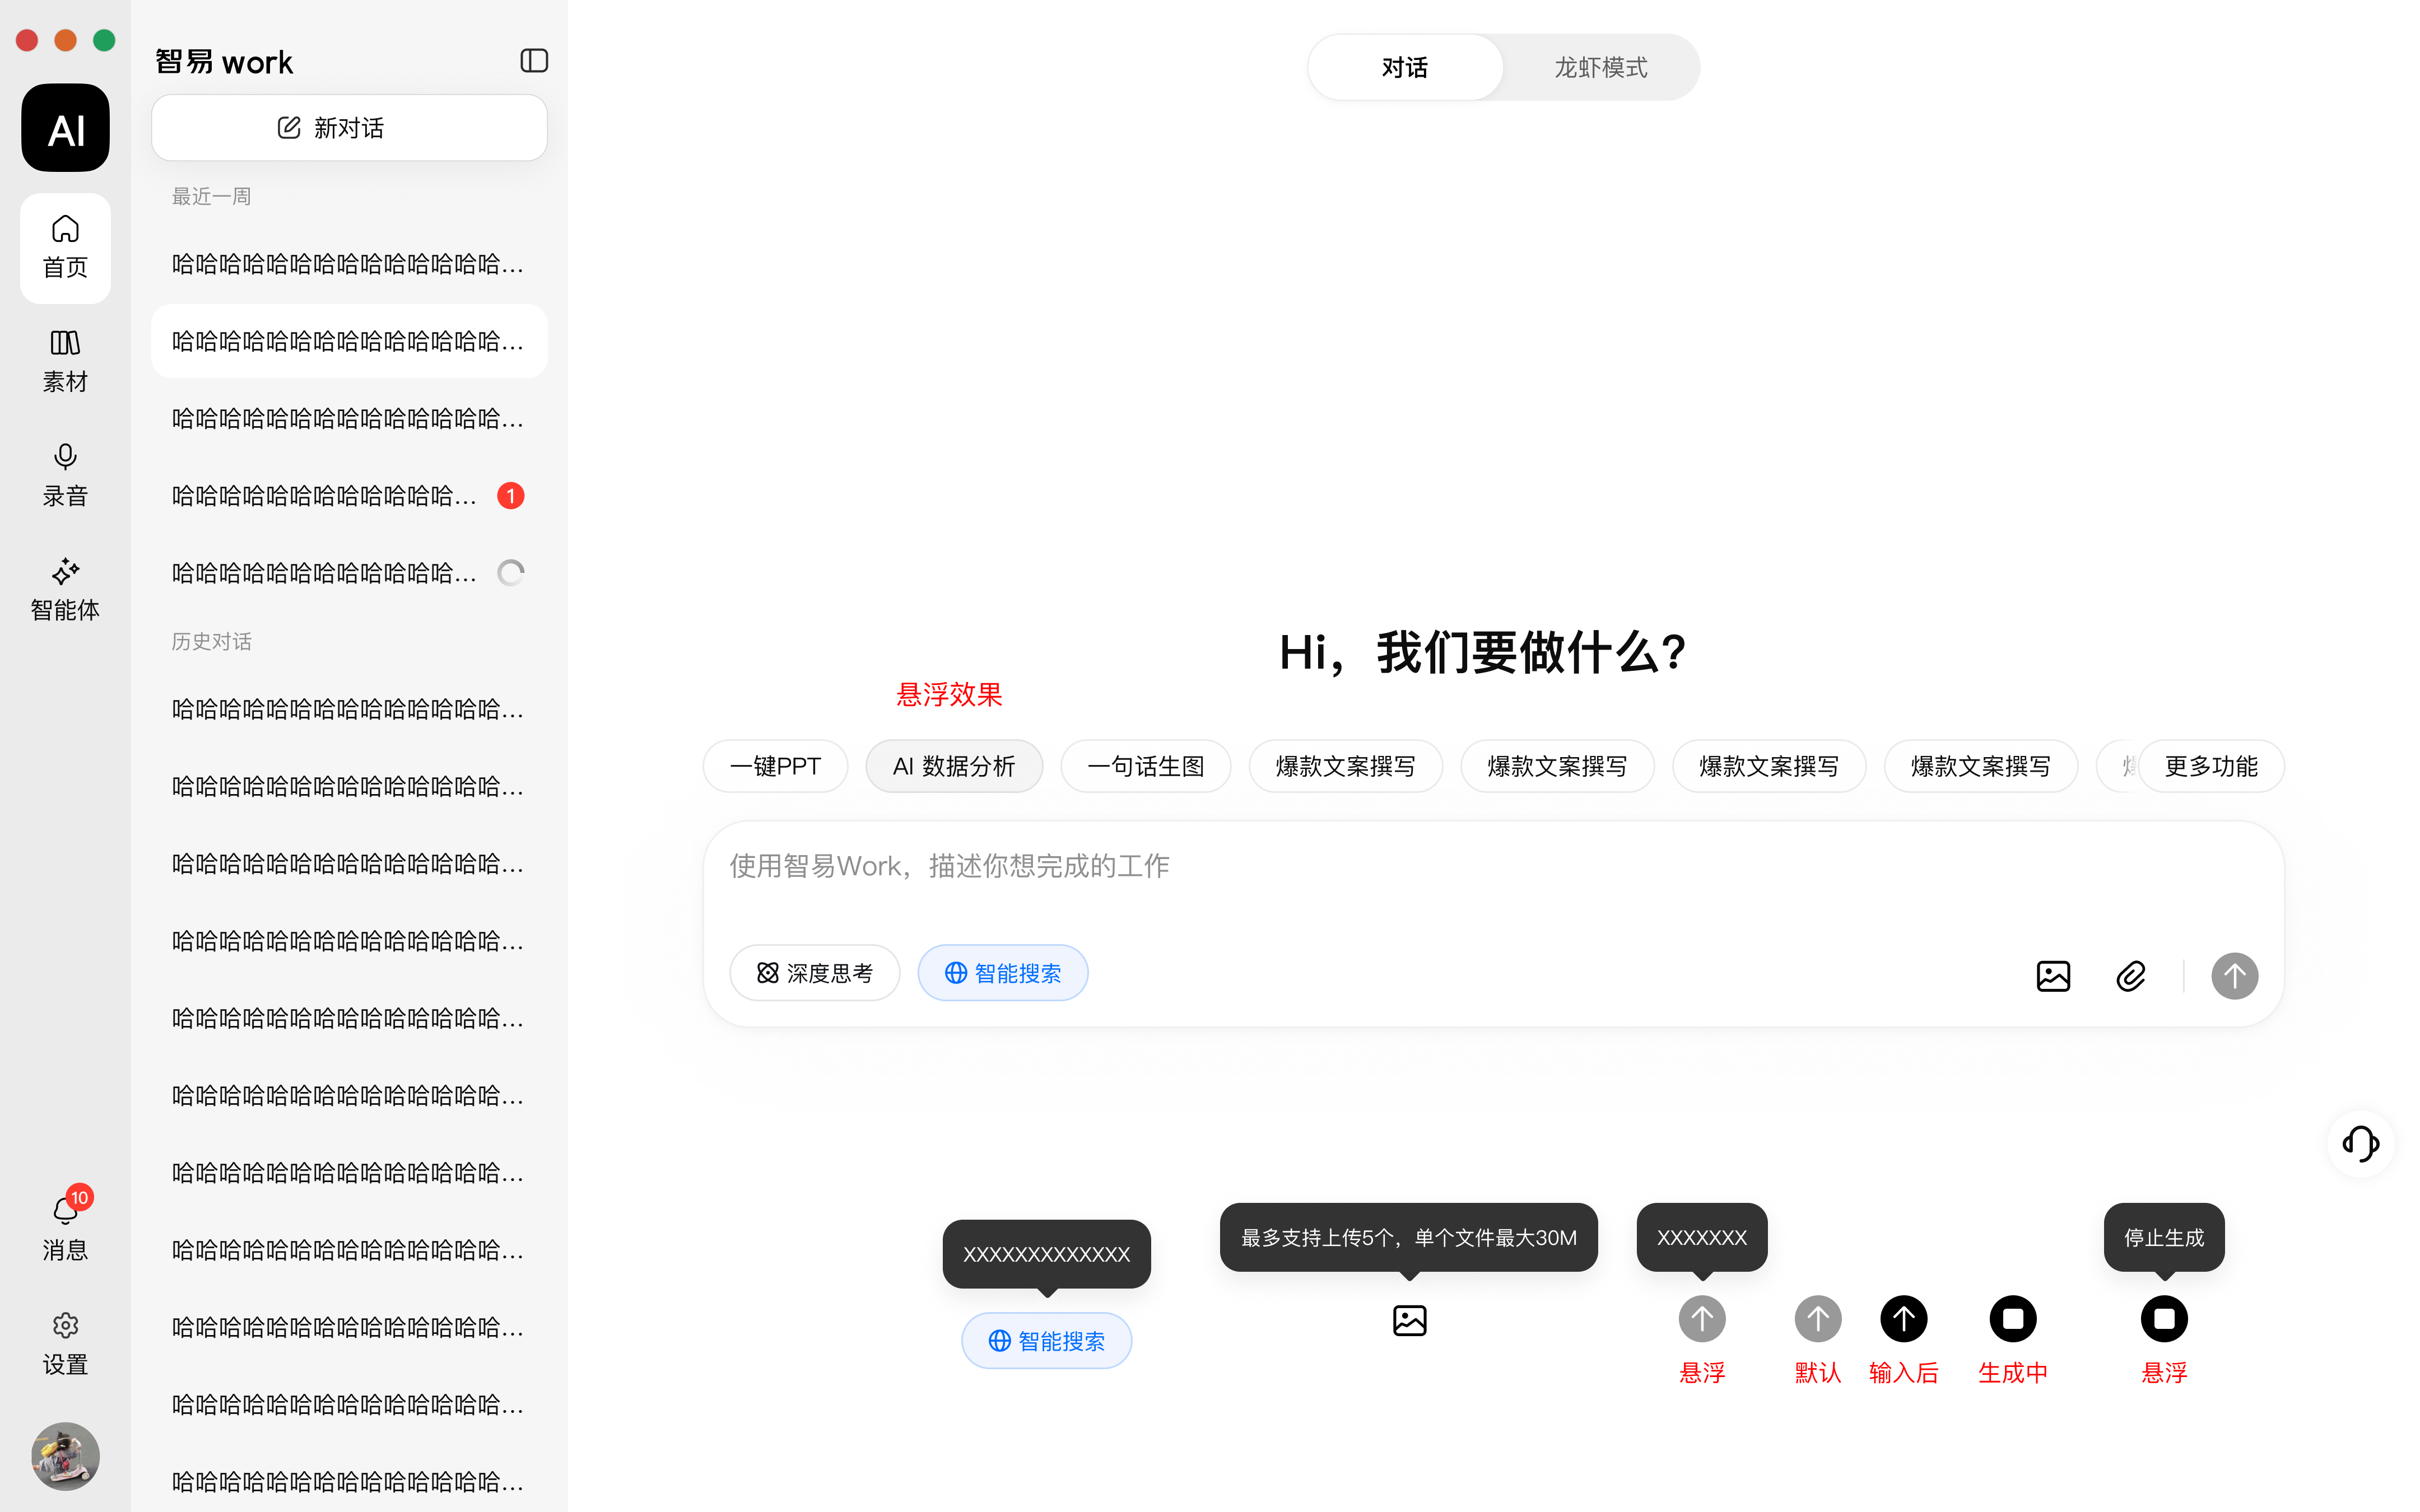 智易 work
AI
新对话
首页
素材
录音
智能体
消息
10
设置
最近一周
哈哈哈哈哈哈哈哈哈哈哈哈哈哈...
哈哈哈哈哈哈哈哈哈哈哈哈哈哈...
哈哈哈哈哈哈哈哈哈哈哈哈哈哈...
哈哈哈哈哈哈哈哈哈哈哈哈... 1
哈哈哈哈哈哈哈哈哈哈哈哈...
历史对话
哈哈哈哈哈哈哈哈哈哈哈哈哈哈...
哈哈哈哈哈哈哈哈哈哈哈哈哈哈...
哈哈哈哈哈哈哈哈哈哈哈哈哈哈...
哈哈哈哈哈哈哈哈哈哈哈哈哈哈...
哈哈哈哈哈哈哈哈哈哈哈哈哈哈...
哈哈哈哈哈哈哈哈哈哈哈哈哈哈...
哈哈哈哈哈哈哈哈哈哈哈哈哈哈...
哈哈哈哈哈哈哈哈哈哈哈哈哈哈...
哈哈哈哈哈哈哈哈哈哈哈哈哈哈...
哈哈哈哈哈哈哈哈哈哈哈哈哈哈...
哈哈哈哈哈哈哈哈哈哈哈哈哈哈...
对话 龙虾模式
Hi，我们要做什么?
悬浮效果
一键PPT AI 数据分析 一句话生图 爆款文案撰写 爆款文案撰写 爆款文案撰写 爆款文案撰写 更多功能
使用智易Work，描述你想完成的工作
深度思考 智能搜索
XXXXXXXXXXXXX
智能搜索
最多支持上传5个，单个文件最大30M
XXXXXXX
停止生成
悬浮 默认 输入后 生成中 悬浮